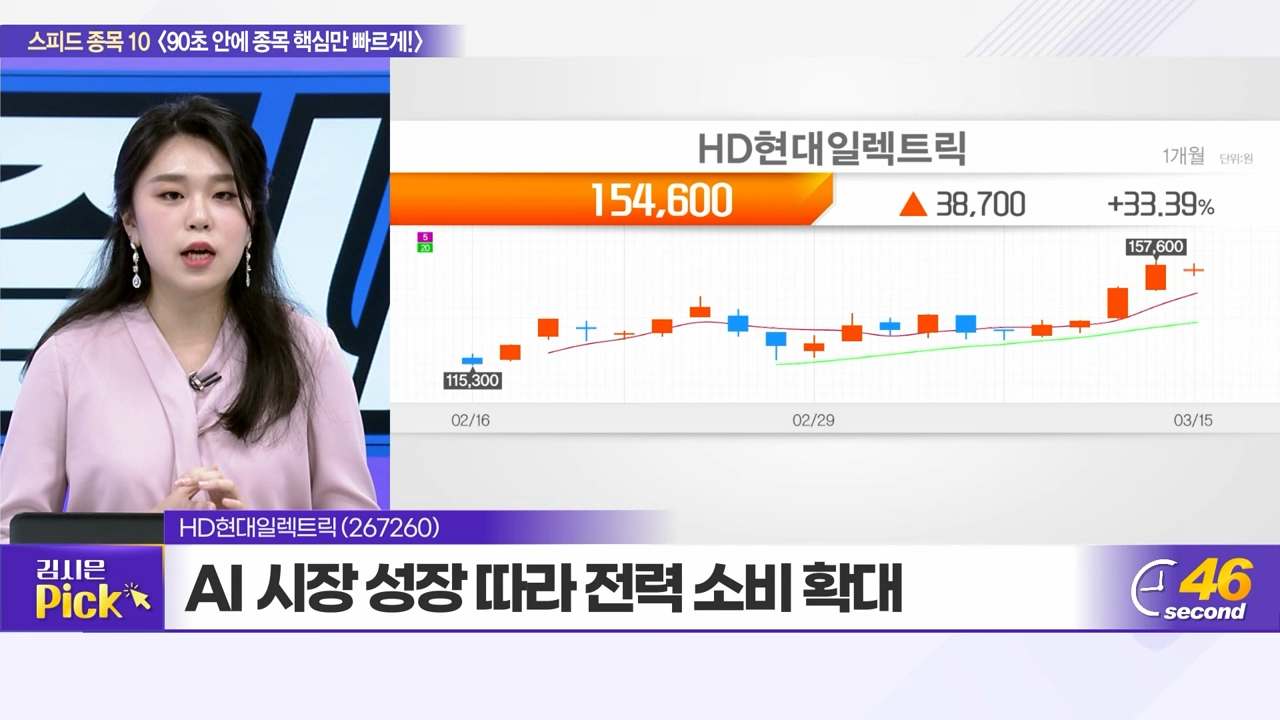 스피드 종목 10 〈90초 안에 종목 핵심만 빠르게!〉
HD현대일렉트릭
1개월 단위:원
154,600 ▲ 38,700 +33.39%
5
20
157,600
115,300
02/16 02/29 03/15
HD현대일렉트릭(267260)
김시은
Pick
AI 시장 성장 따라 전력 소비 확대
46
second